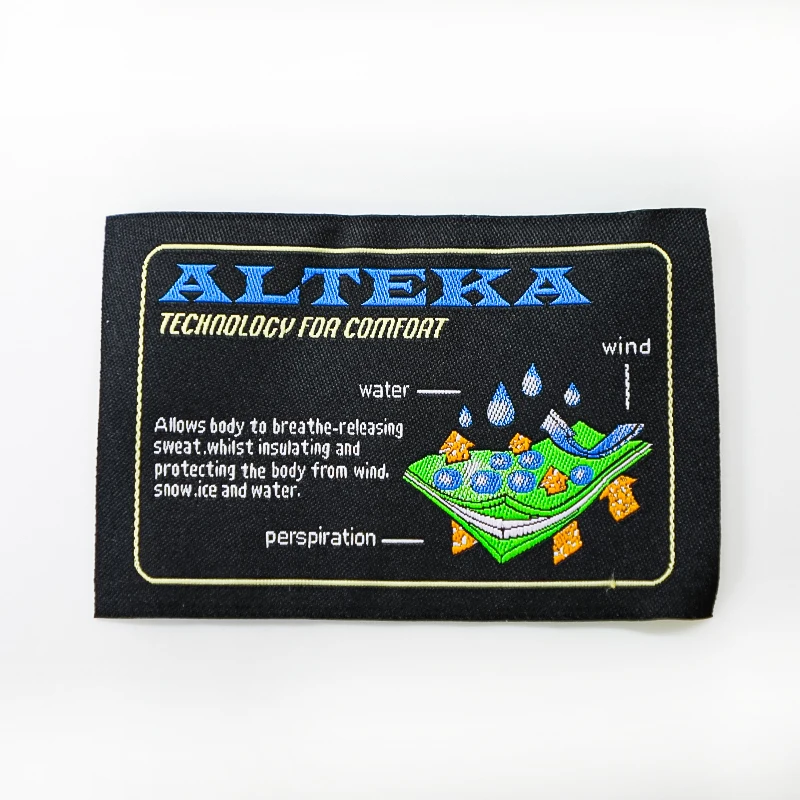 ALTEKA
TECHNOLOGY FOR COMFORT
wind
water
Allows body to breathe-releasing
sweat.whilst insulating and
protecting the body from wind.
snow.ice and water.
perspiration